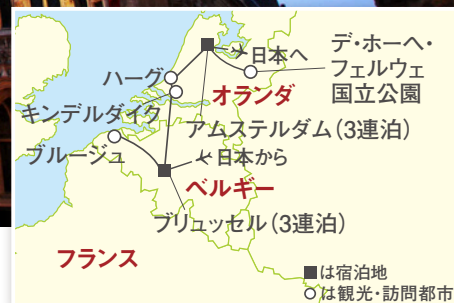 日本へ
デ・ホーヘ・
フェルウェ
国立公園
ハーグ
オランダ
キンデルダイク
アムステルダム(3連泊)
ブルージュ
日本から
ベルギー
ブリュッセル(3連泊)
フランス
■は宿泊地
○は観光・訪問都市